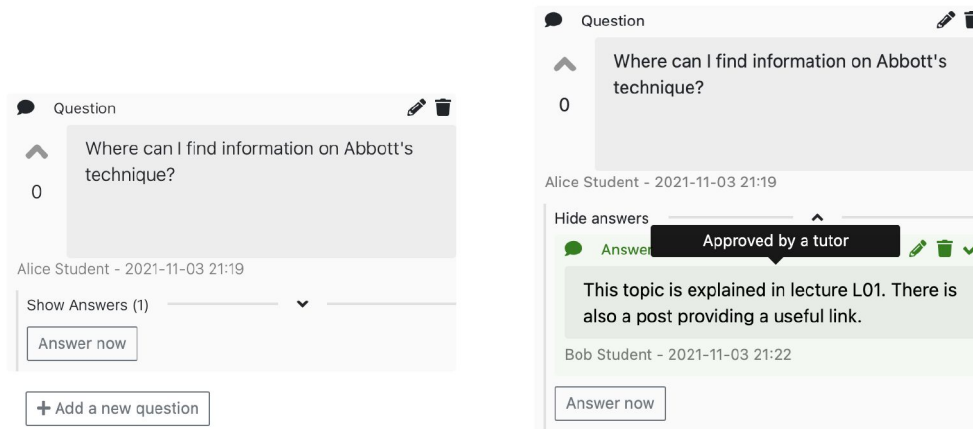 Question
Where can I find information on Abbott's
technique?
0
Alice Student - 2021-11-03 21:19
Show Answers (1)
Answer now
+ Add a new question
Question
Where can I find information on Abbott's
technique?
0
Alice Student - 2021-11-03 21:19
Hide answers
Approved by a tutor
Answer
This topic is explained in lecture L01. There is
also a post providing a useful link.
Bob Student - 2021-11-03 21:22
Answer now